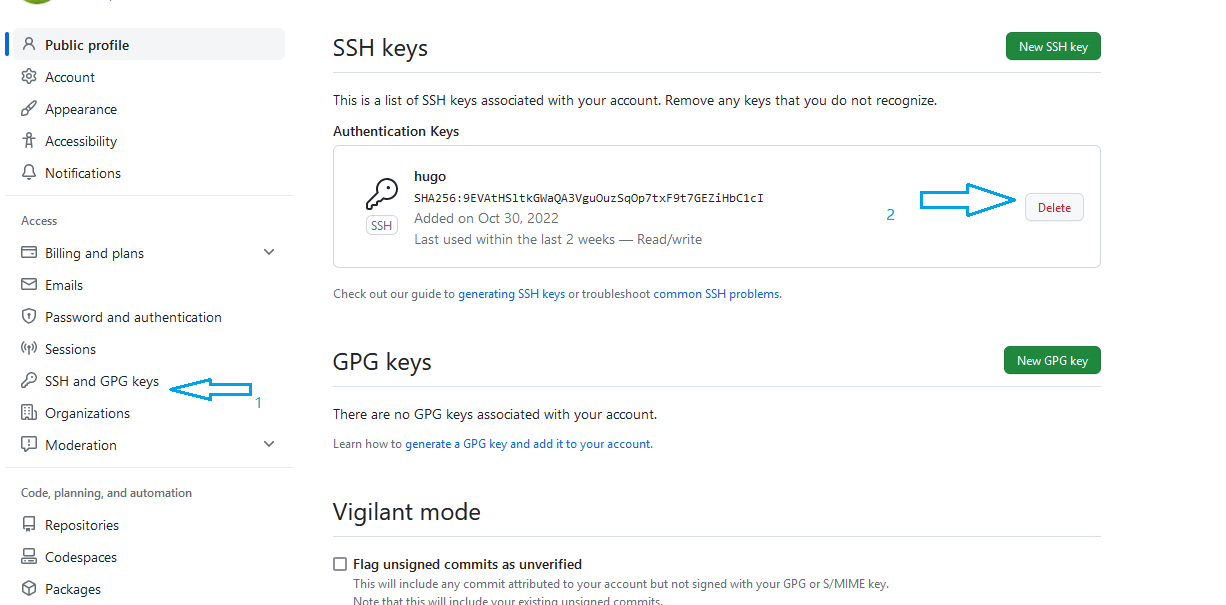 Public profile
Account
Appearance
Accessibility
Notifications
Access
Billing and plans
Emails
Password and authentication
Sessions
SSH and GPG keys
1
Organizations
Moderation
Code, planning, and automation
Repositories
Codespaces
Packages
SSH keys
New SSH key
This is a list of SSH keys associated with your account. Remove any keys that you do not recognize.
Authentication Keys
hugo
SHA256:9EVAtHSltkGWaQA3VguOuzSqOp7txF9t7GEZiHbC1cI
SSH
Added on Oct 30, 2022
Last used within the last 2 weeks — Read/write
2
Delete
Check out our guide to generating SSH keys or troubleshoot common SSH problems.
GPG keys
New GPG key
There are no GPG keys associated with your account.
Learn how to generate a GPG key and add it to your account.
Vigilant mode
Flag unsigned commits as unverified
This will include any commit attributed to your account but not signed with your GPG or S/MIME key.
Note that this will include your existing unsigned commits.